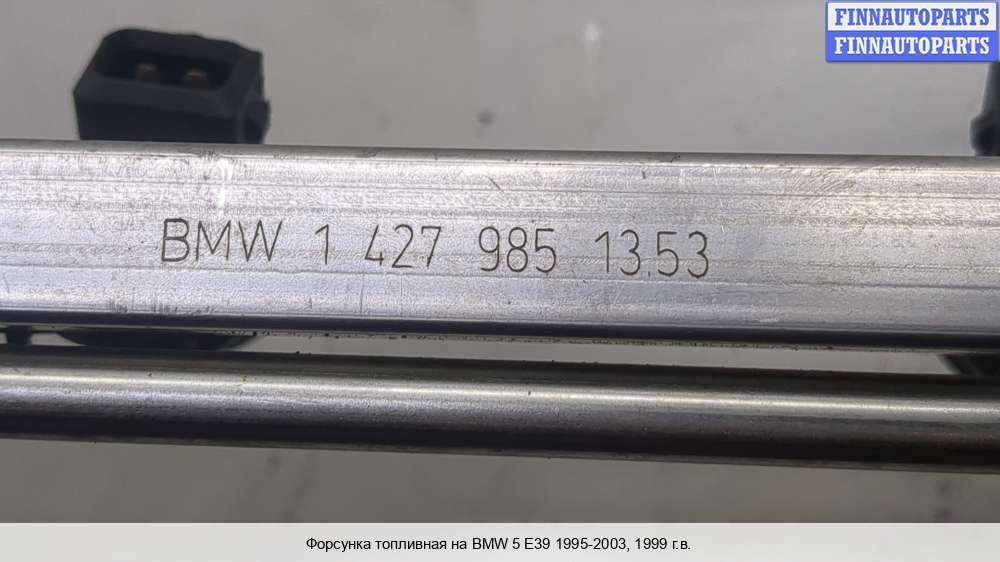 FINNAUTOPARTS
FINNAUTOPARTS
BMW 1 427 985 13.53
Форсунка топливная на BMW 5 E39 1995-2003, 1999 г.в.